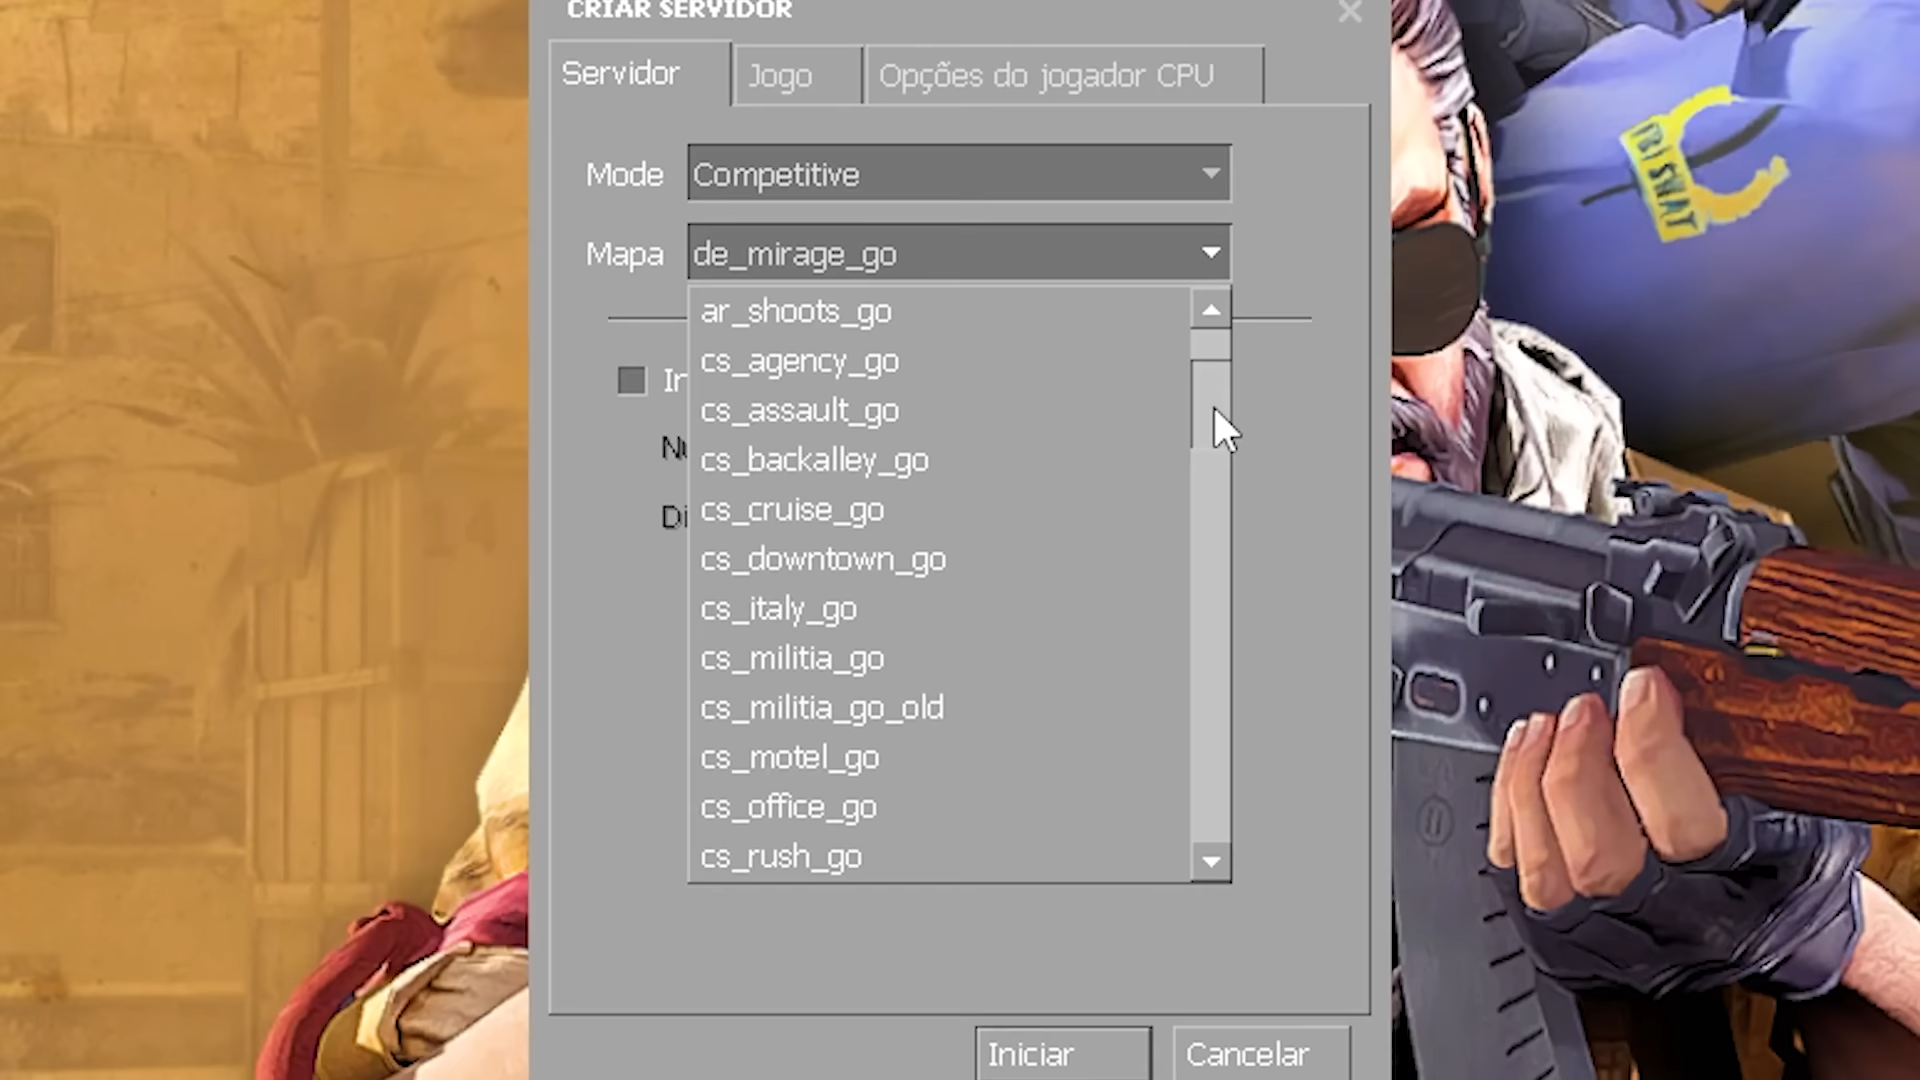 CRIAR SERVIDOR
Servidor
Jogo
Opções do jogador CPU
Mode
Competitive
Mapa
de_mirage_go
ar_shoots_go
cs_agency_go
cs_assault_go
cs_backalley_go
cs_cruise_go
cs_downtown_go
cs_italy_go
cs_militia_go
cs_militia_go_old
cs_motel_go
cs_office_go
cs_rush_go
Iniciar
Cancelar
FBI SWAT